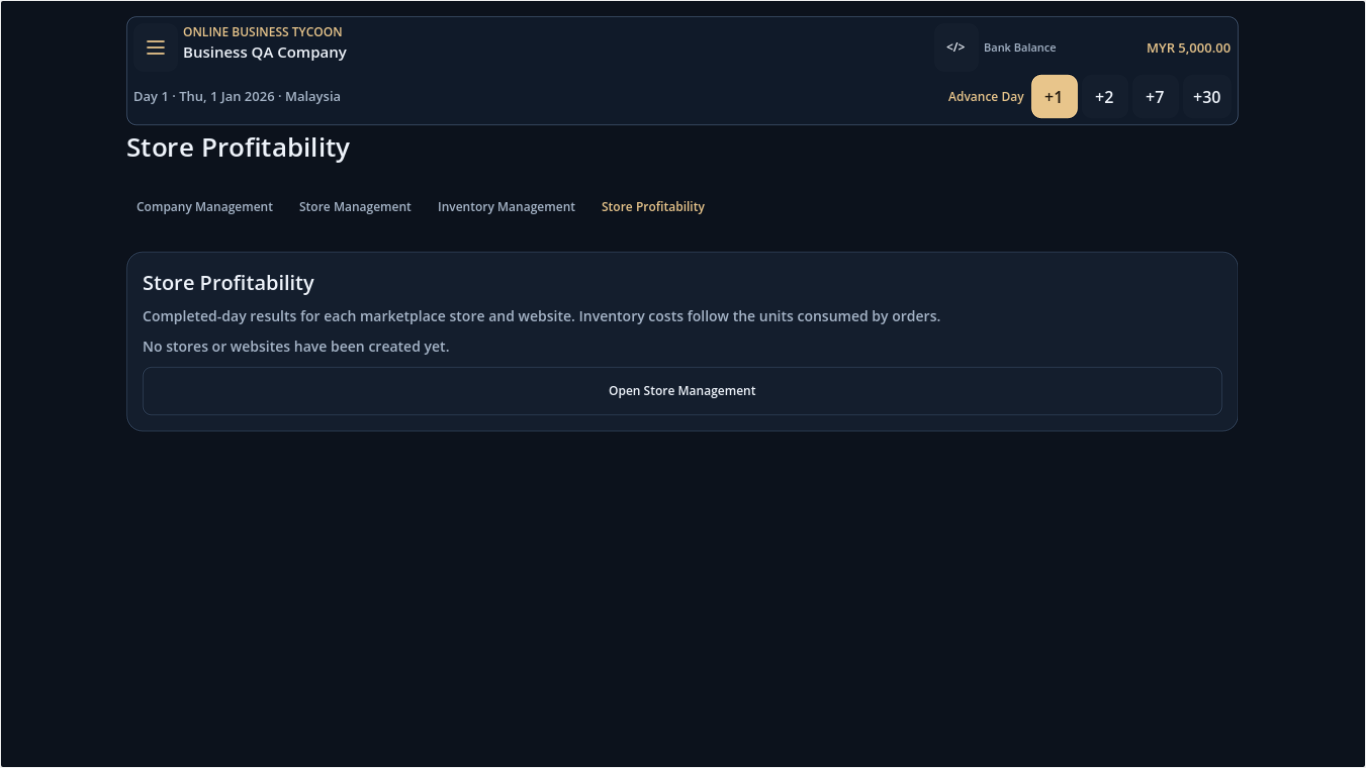 ONLINE BUSINESS TYCOON
Business QA Company
</> Bank Balance MYR 5,000.00
Day 1 · Thu, 1 Jan 2026 · Malaysia
Advance Day +1 +2 +7 +30
Store Profitability
Company Management Store Management Inventory Management Store Profitability
Store Profitability
Completed-day results for each marketplace store and website. Inventory costs follow the units consumed by orders.
No stores or websites have been created yet.
Open Store Management